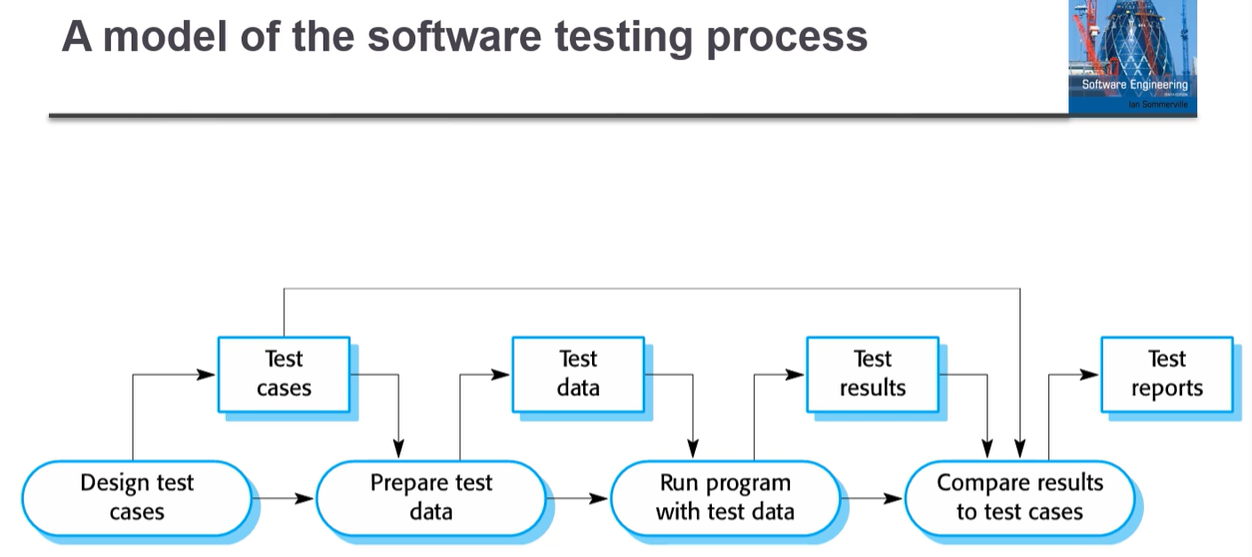 A model of the software testing process
Software Engineering
Ian Sommerville
Test
cases
Test
data
Test
results
Test
reports
Design test
cases
Prepare test
data
Run program
with test data
Compare results
to test cases